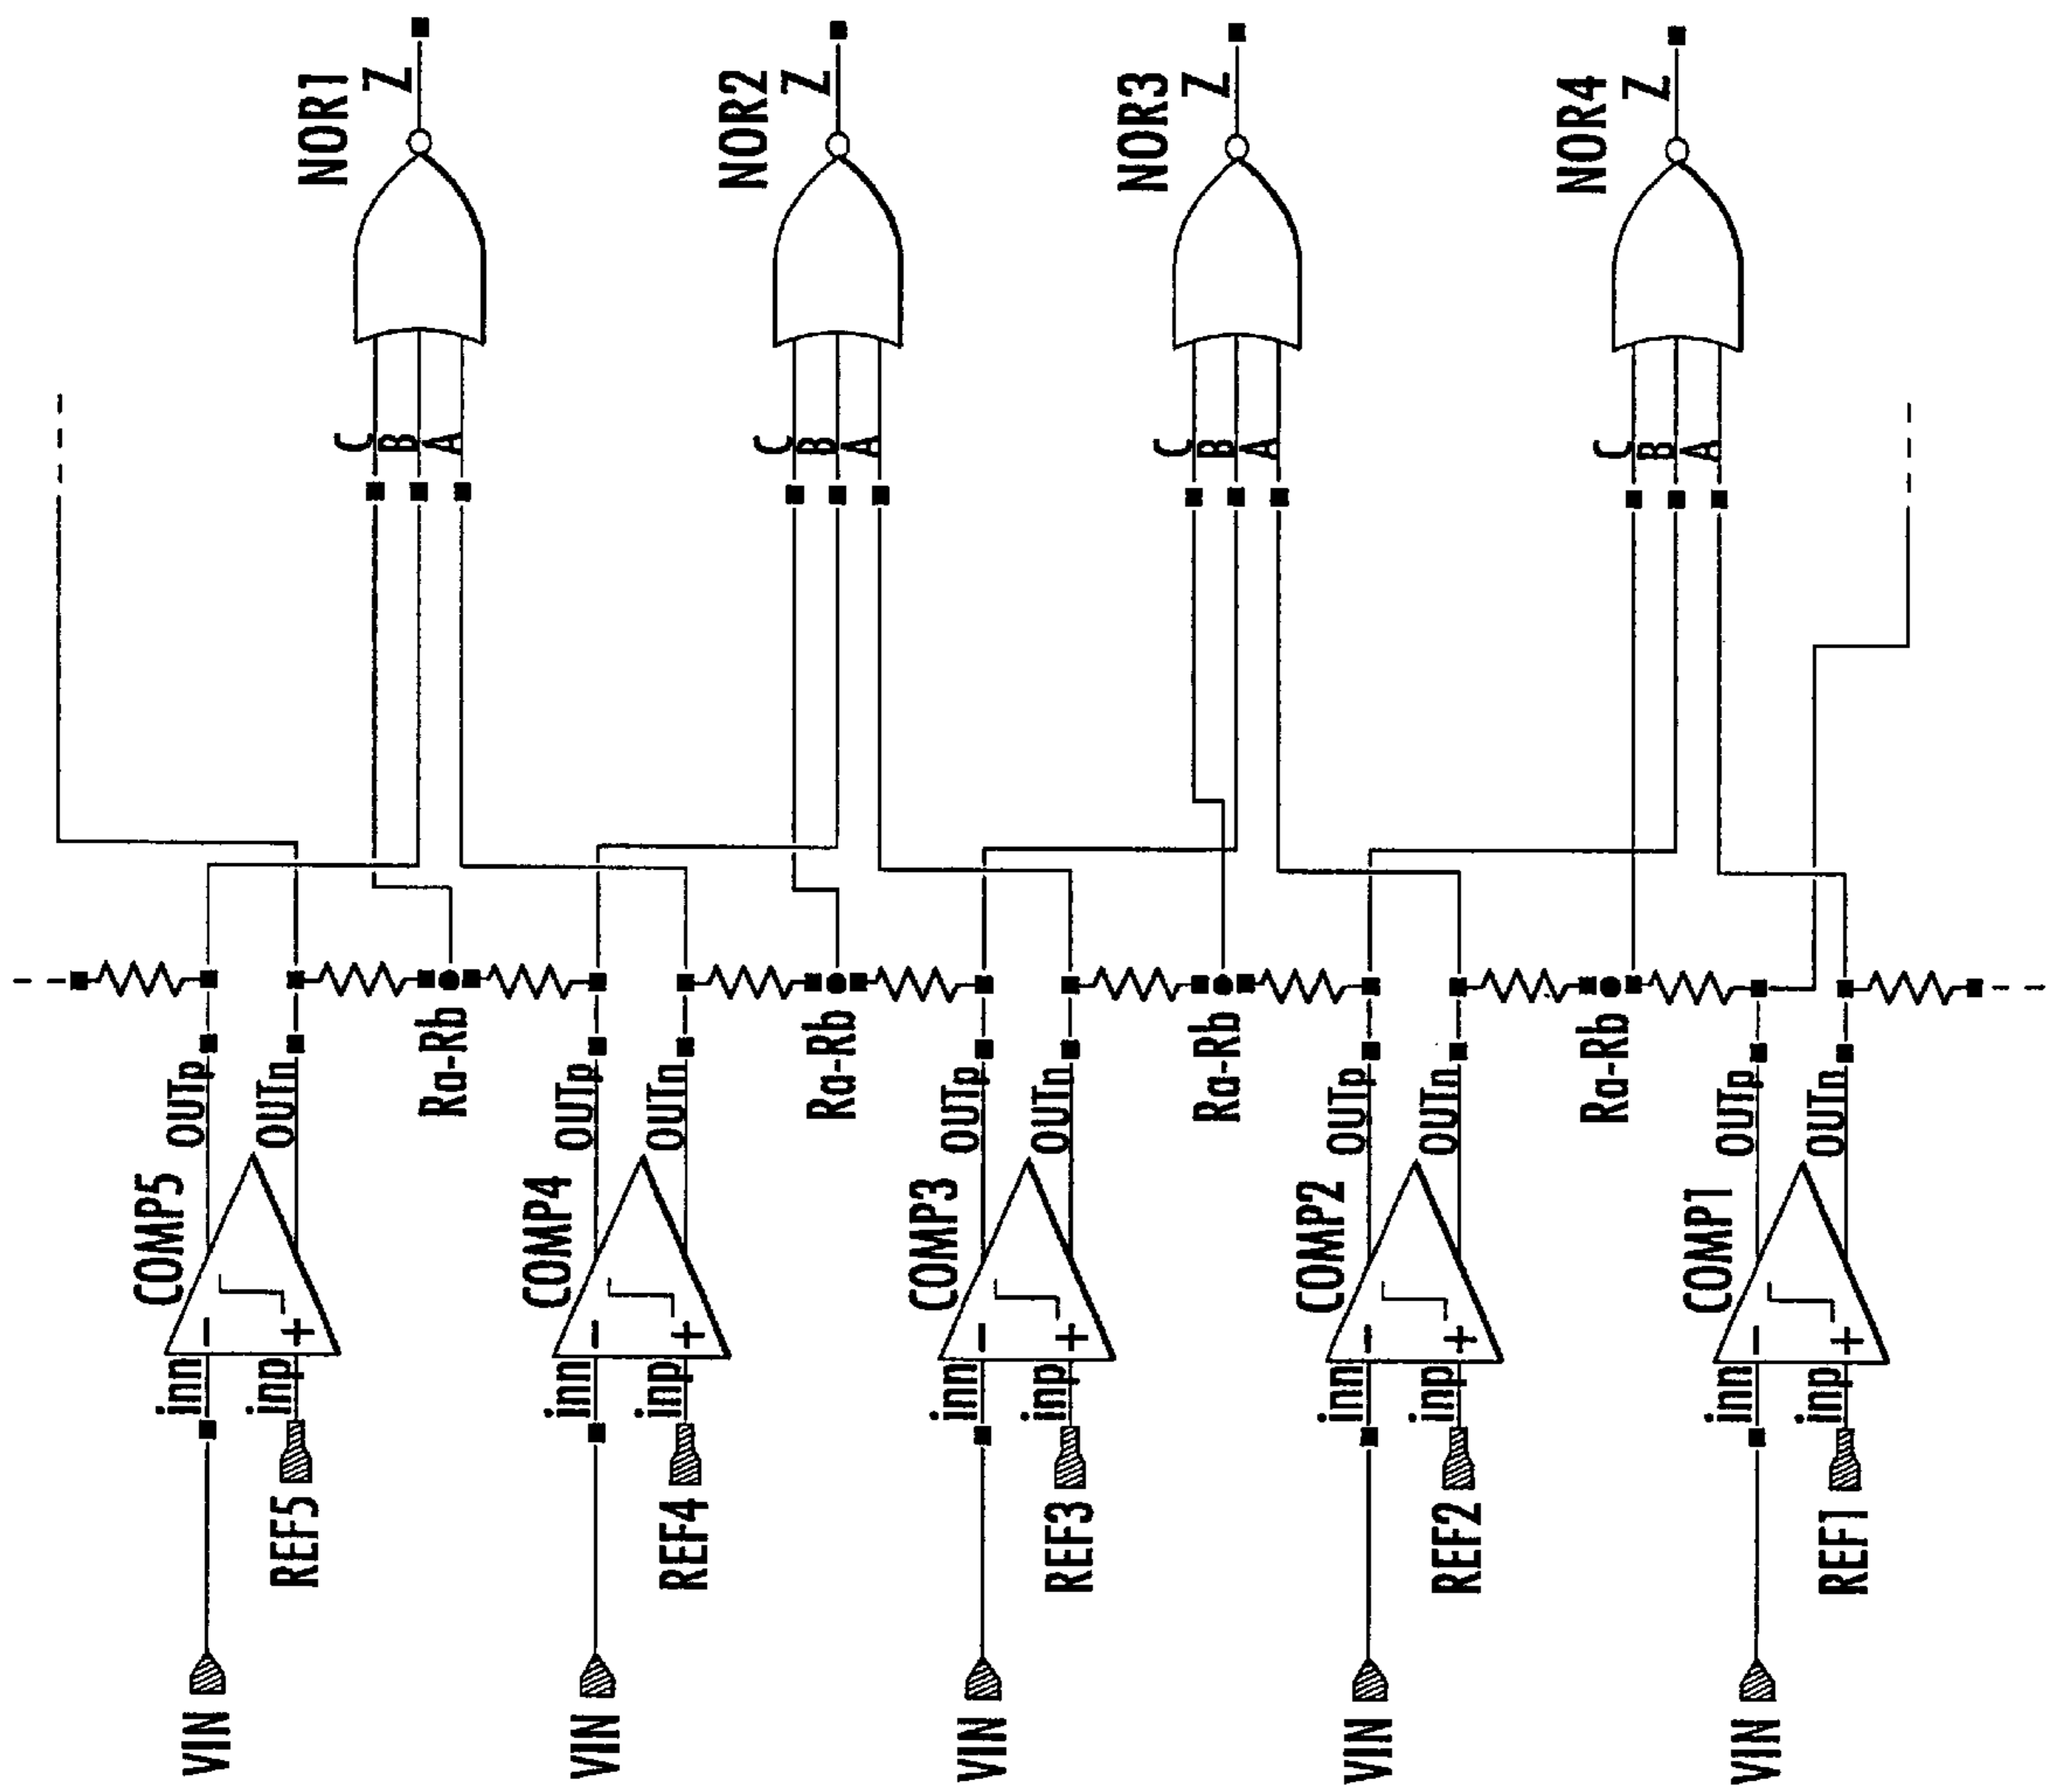 NOR1
Z
NOR2
Z
NOR3
Z
NOR4
Z
C
B
A
C
B
A
C
B
A
C
B
A
Ra-Rb
Ra-Rb
Ra-Rb
Ra-Rb
OUTp
OUTn
OUTp
OUTn
OUTp
OUTn
OUTp
OUTn
OUTp
OUTn
COMP5
COMP4
COMP3
COMP2
COMP1
−
+
−
+
−
+
−
+
−
+
inn
inp
inn
inp
inn
inp
inn
inp
inn
inp
REF5
REF4
REF3
REF2
REF1
VIN
VIN
VIN
VIN
VIN